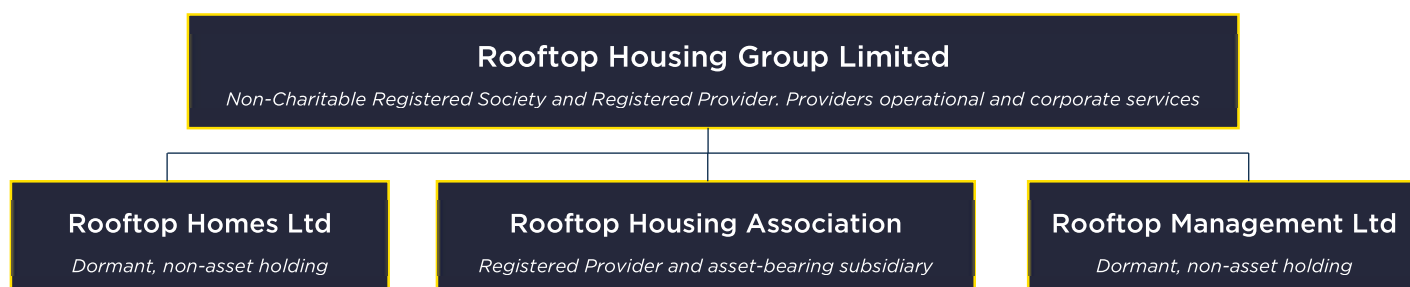 Rooftop Housing Group Limited
Non-Charitable Registered Society and Registered Provider. Providers operational and corporate services
Rooftop Homes Ltd
Dormant, non-asset holding
Rooftop Housing Association
Registered Provider and asset-bearing subsidiary
Rooftop Management Ltd
Dormant, non-asset holding